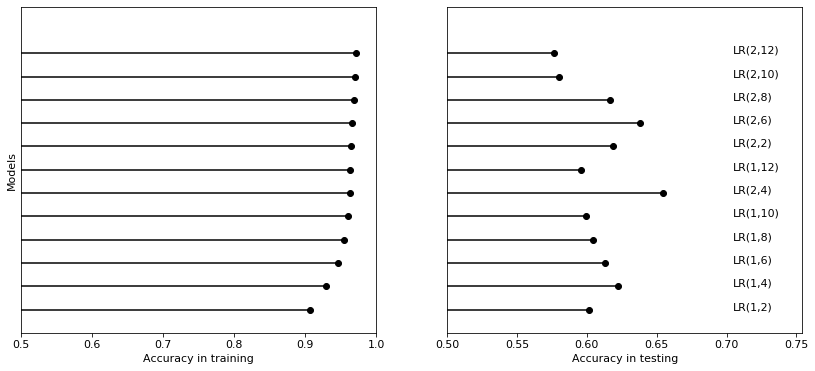 Models
0.5 0.6 0.7 0.8 0.9 1.0
Accuracy in training
LR(2,12)
LR(2,10)
LR(2,8)
LR(2,6)
LR(2,2)
LR(1,12)
LR(2,4)
LR(1,10)
LR(1,8)
LR(1,6)
LR(1,4)
LR(1,2)
0.50 0.55 0.60 0.65 0.70 0.75
Accuracy in testing